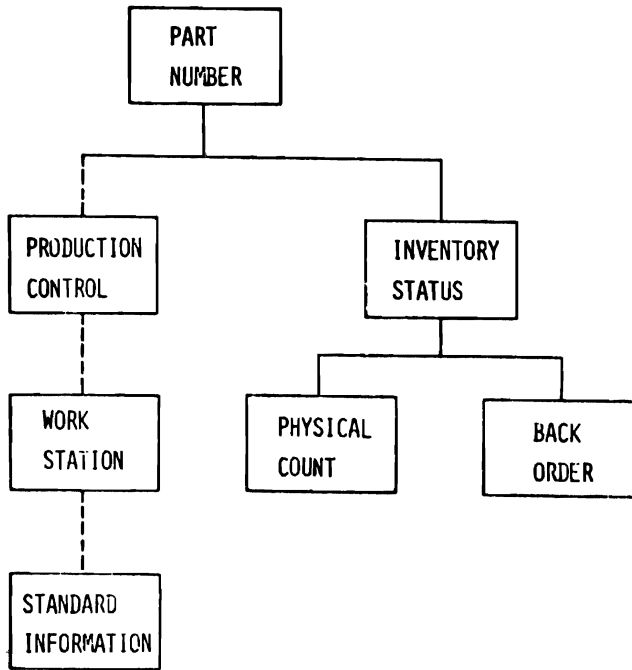 PART
NUMBER
PRODUCTION
CONTROL
INVENTORY
STATUS
WORK
STATION
PHYSICAL
COUNT
BACK
ORDER
STANDARD
INFORMATION